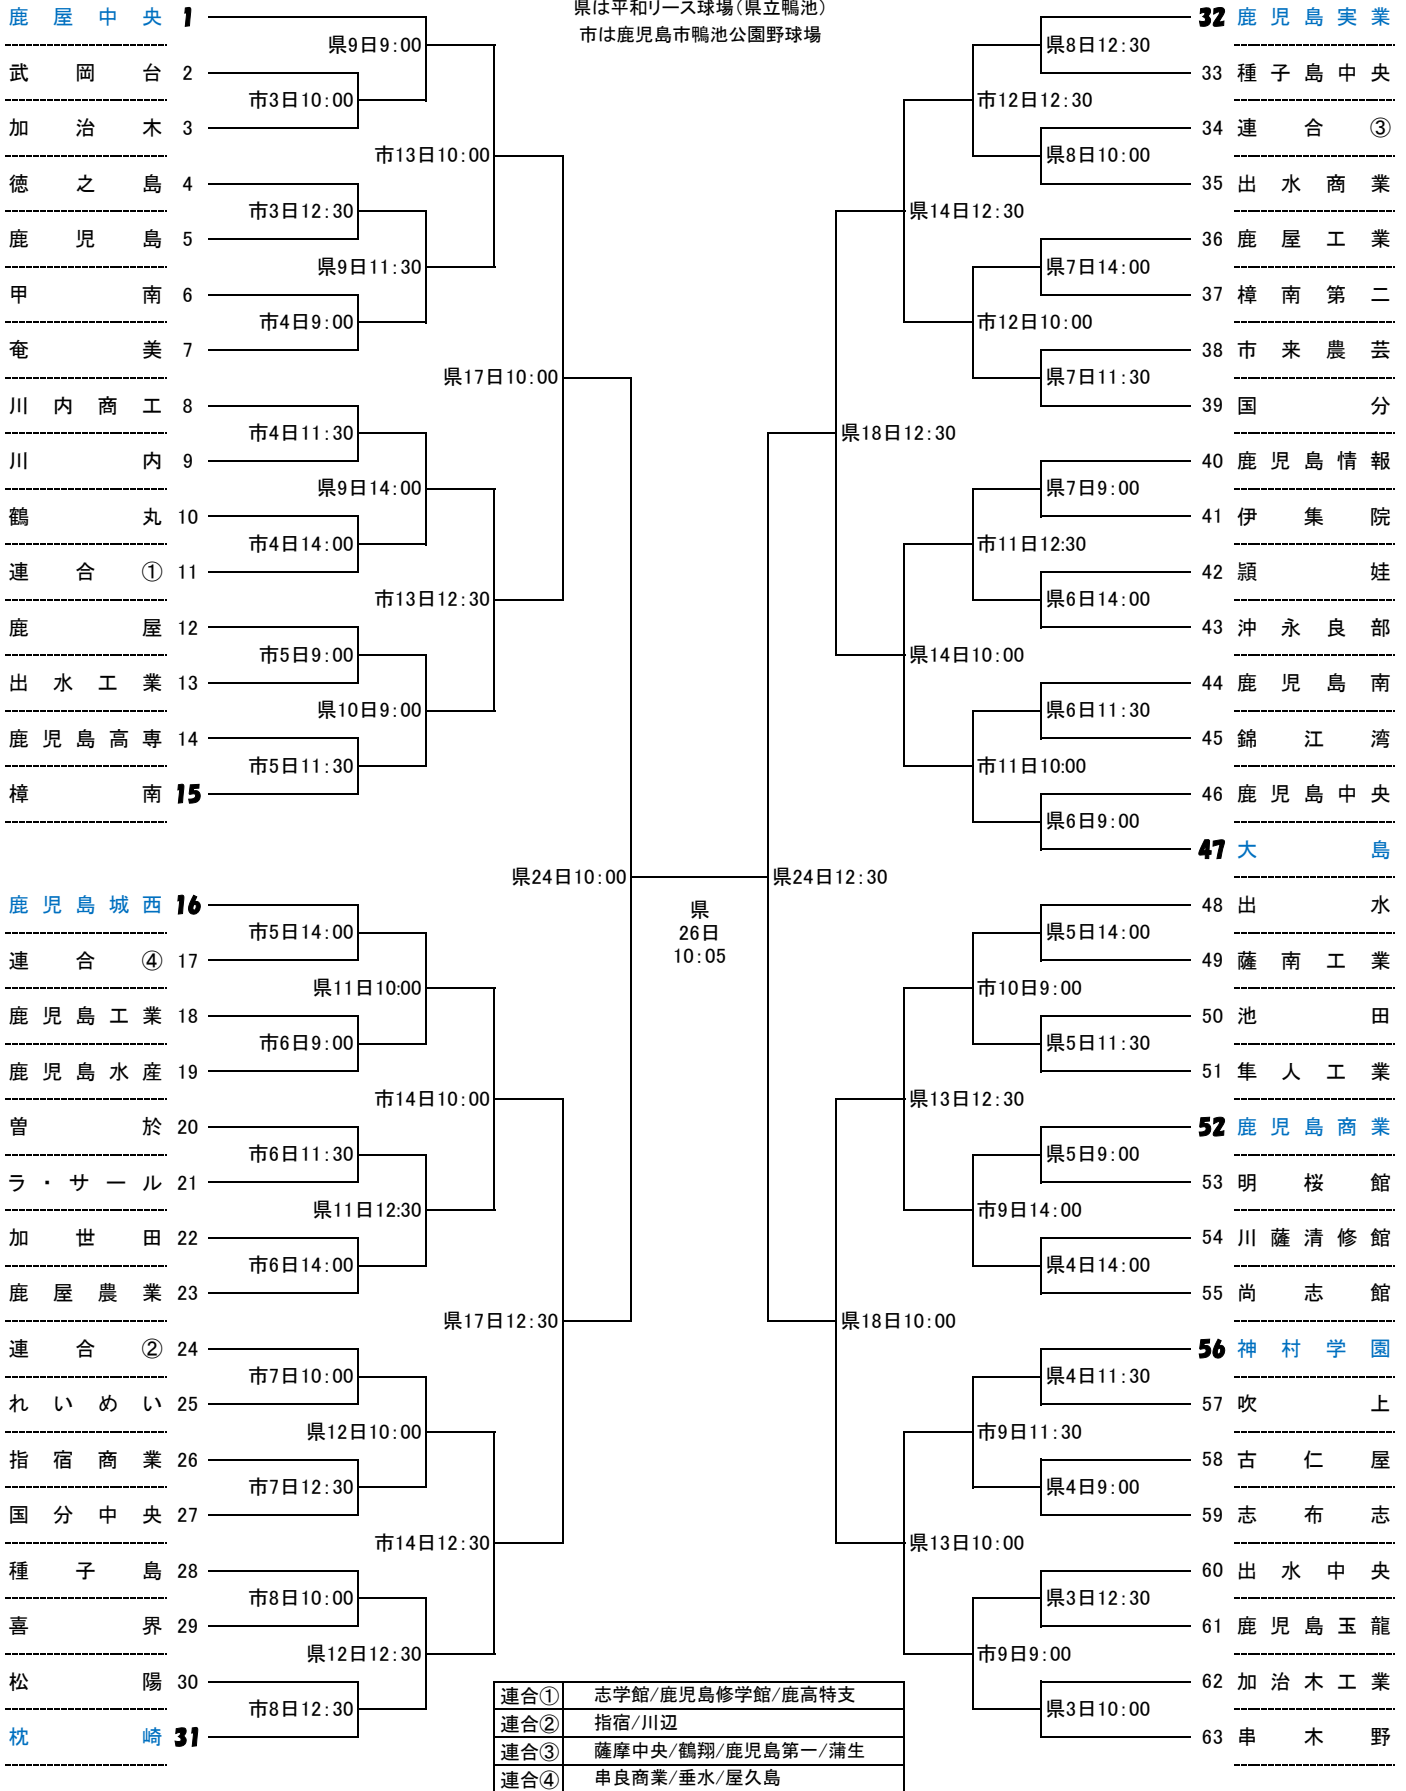 県は平和リース球場（県立鴨池）
市は鹿児島市鴨池公園野球場
鹿屋中央 1
県9日9:00
武岡台 2
市3日10:00
加治木 3
市13日10:00
徳之島 4
市3日12:30
鹿児島 5
県9日11:30
甲南 6
市4日9:00
奄美 7
県17日10:00
川内商工 8
市4日11:30
川内 9
県9日14:00
鶴丸 10
市4日14:00
連合① 11
市13日12:30
鹿屋 12
市5日9:00
出水工業 13
県10日9:00
鹿児島高専 14
市5日11:30
樟南 15
県24日10:00
鹿児島城西 16
市5日14:00
連合④ 17
県11日10:00
鹿児島工業 18
市6日9:00
鹿児島水産 19
市14日10:00
曽於 20
市6日11:30
ラ・サール 21
県11日12:30
加世田 22
市6日14:00
鹿屋農業 23
県17日12:30
連合② 24
市7日10:00
れいめい 25
県12日10:00
指宿商業 26
市7日12:30
国分中央 27
市14日12:30
種子島 28
市8日10:00
喜界 29
県12日12:30
松陽 30
市8日12:30
枕崎 31
県
26日
10:05
32 鹿児島実業
県8日12:30
33 種子島中央
市12日12:30
34 連合③
県8日10:00
35 出水商業
県14日12:30
36 鹿屋工業
県7日14:00
37 樟南第二
市12日10:00
38 市来農芸
県7日11:30
39 国分
県18日12:30
40 鹿児島情報
県7日9:00
41 伊集院
市11日12:30
42 頴娃
県6日14:00
43 沖永良部
県14日10:00
44 鹿児島南
県6日11:30
45 錦江湾
市11日10:00
46 鹿児島中央
県6日9:00
47 大島
県24日12:30
48 出水
県5日14:00
49 薩南工業
市10日9:00
50 池田
県5日11:30
51 隼人工業
県13日12:30
52 鹿児島商業
県5日9:00
53 明桜館
市9日14:00
54 川薩清修館
県4日14:00
55 尚志館
県18日10:00
56 神村学園
県4日11:30
57 吹上
市9日11:30
58 古仁屋
県4日9:00
59 志布志
県13日10:00
60 出水中央
県3日12:30
61 鹿児島玉龍
市9日9:00
62 加治木工業
県3日10:00
63 串木野
連合① 志学館/鹿児島修学館/鹿高特支
連合② 指宿/川辺
連合③ 薩摩中央/鶴翔/鹿児島第一/蒲生
連合④ 串良商業/垂水/屋久島